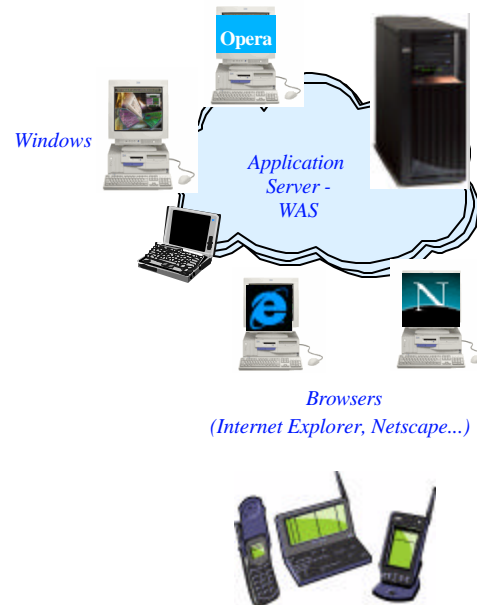 Opera
Windows
Application
Server -
WAS
N
Browsers
(Internet Explorer, Netscape...)